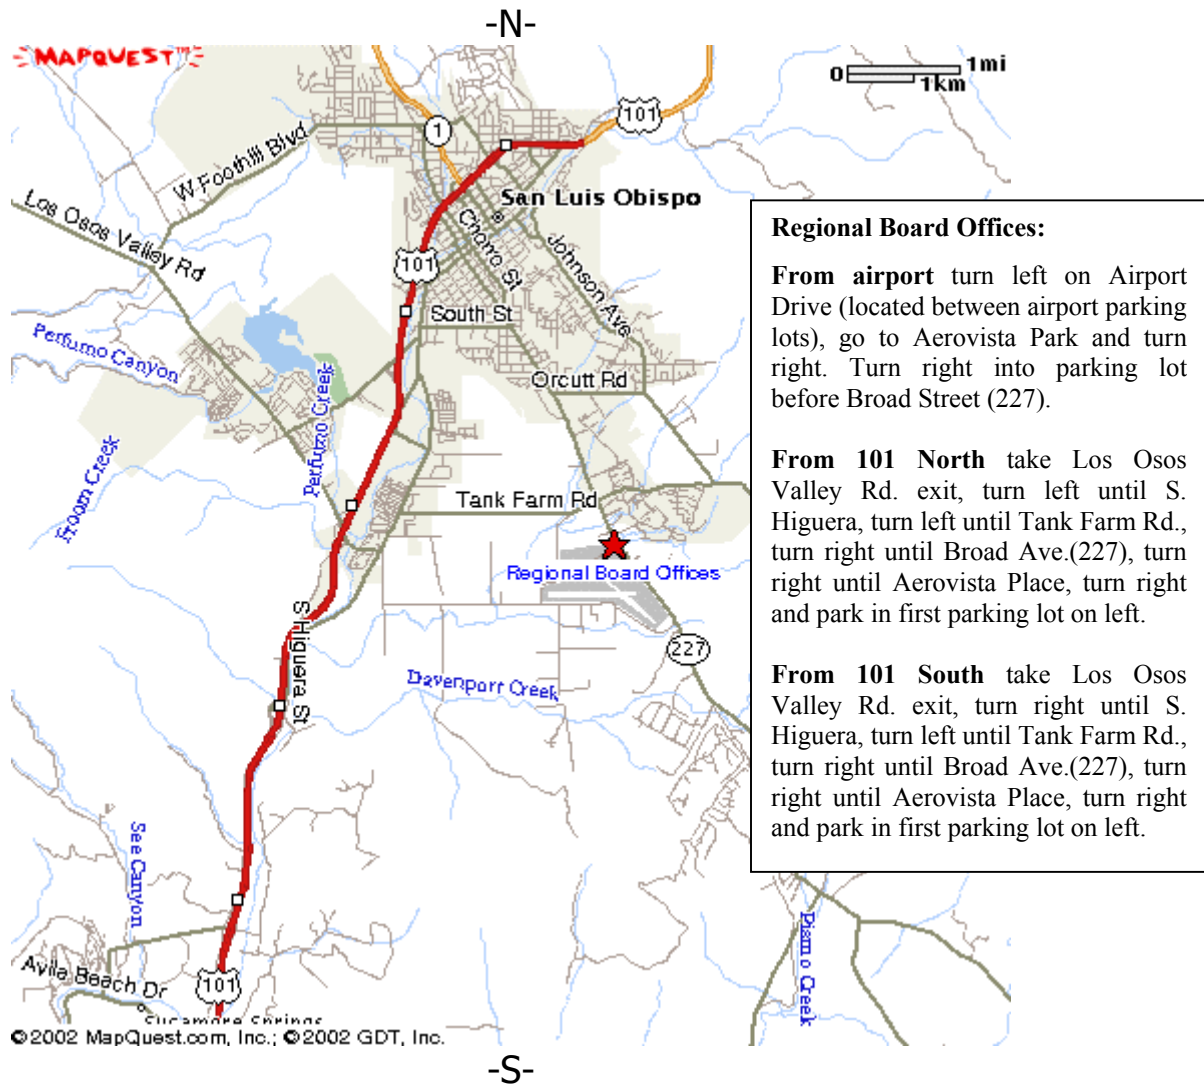 -N-
MAPQUEST™
0 1mi
1km
101
1
W Foothill Blvd
San Luis Obispo
Los Osos Valley Rd
Chorro St
Johnson Ave
101
South St
Perfumo Canyon
Orcutt Rd
Perfumo Creek
Froom Creek
Tank Farm Rd
Regional Board Offices
S Higuera St
227
Davenport Creek
See Canyon
Pismo Creek
Avila Beach Dr
101
Sycamore Springs
©2002 MapQuest.com, Inc.; ©2002 GDT, Inc.
-S-
Regional Board Offices:
From airport turn left on Airport
Drive (located between airport parking
lots), go to Aerovista Park and turn
right. Turn right into parking lot
before Broad Street (227).
From 101 North take Los Osos
Valley Rd. exit, turn left until S.
Higuera, turn left until Tank Farm Rd.,
turn right until Broad Ave.(227), turn
right until Aerovista Place, turn right
and park in first parking lot on left.
From 101 South take Los Osos
Valley Rd. exit, turn right until S.
Higuera, turn left until Tank Farm Rd.,
turn right until Broad Ave.(227), turn
right until Aerovista Place, turn right
and park in first parking lot on left.